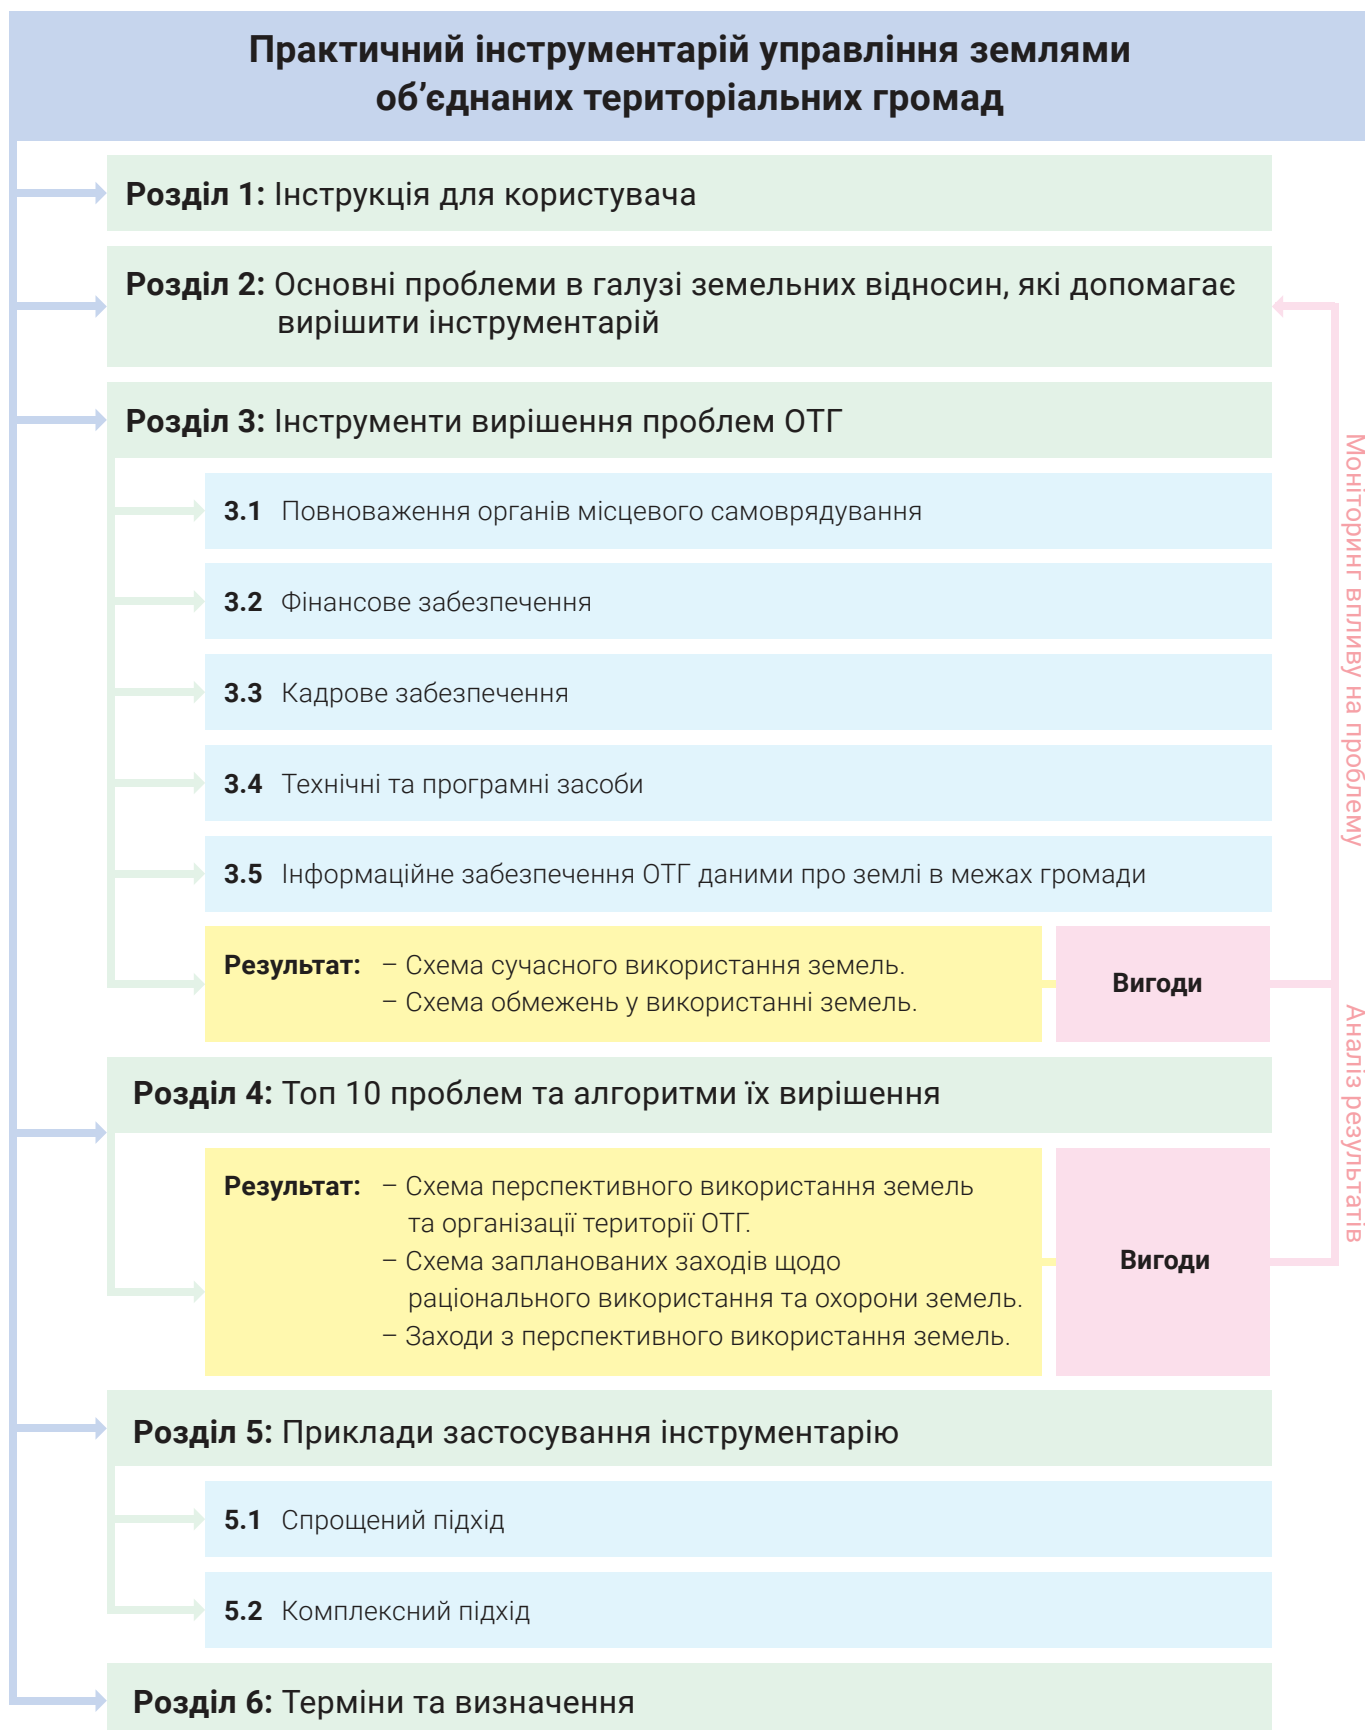 Практичний інструментарій управління землями
об’єднаних територіальних громад
Розділ 1: Інструкція для користувача
Розділ 2: Основні проблеми в галузі земельних відносин, які допомагає
вирішити інструментарій
Розділ 3: Інструменти вирішення проблем ОТГ
3.1 Повноваження органів місцевого самоврядування
3.2 Фінансове забезпечення
3.3 Кадрове забезпечення
3.4 Технічні та програмні засоби
3.5 Інформаційне забезпечення ОТГ даними про землі в межах громади
Результат: – Схема сучасного використання земель.
– Схема обмежень у використанні земель.
Вигоди
Розділ 4: Топ 10 проблем та алгоритми їх вирішення
Результат: – Схема перспективного використання земель
та організації території ОТГ.
– Схема запланованих заходів щодо
раціонального використання та охорони земель.
– Заходи з перспективного використання земель.
Вигоди
Розділ 5: Приклади застосування інструментарію
5.1 Спрощений підхід
5.2 Комплексний підхід
Розділ 6: Терміни та визначення
Моніторинг впливу на проблему
Аналіз результатів